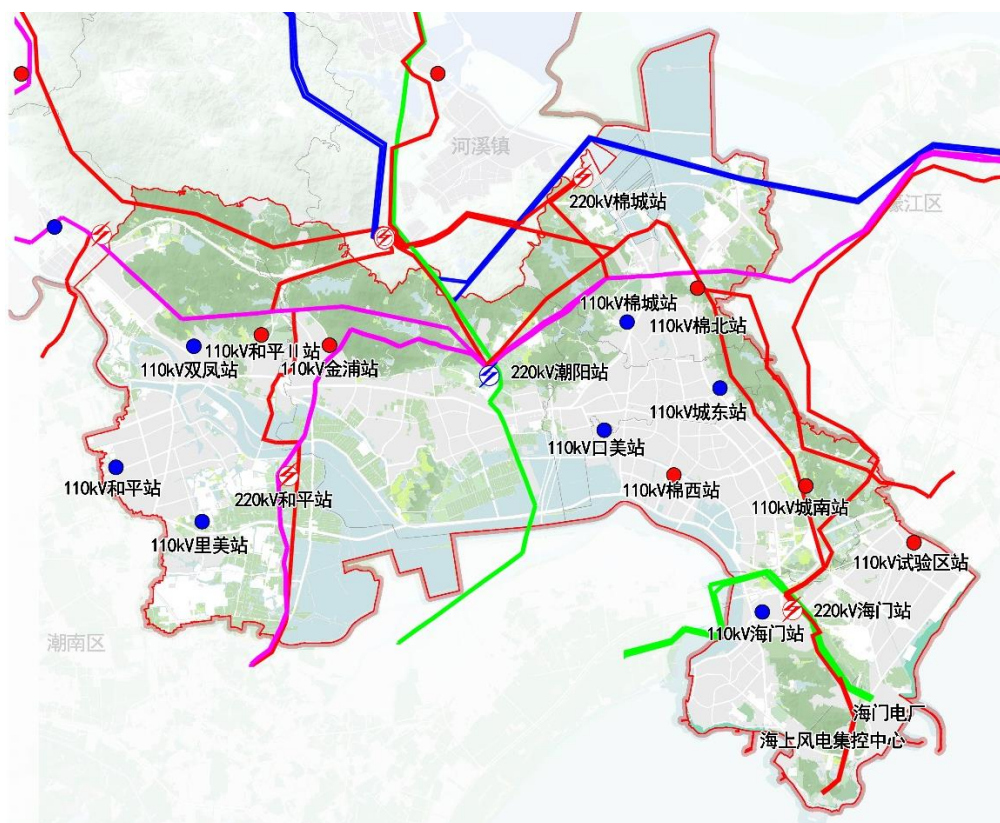 河溪镇
220kV棉城站
濠江区
110kV棉城站
110kV棉北站
110kV和平Ⅱ站
110kV双凤站
110kV金浦站
220kV潮阳站
110kV城东站
110kV口美站
110kV和平站
220kV和平站
110kV棉西站
110kV城南站
110kV里美站
110kV试验区站
220kV海门站
110kV海门站
潮南区
海门电厂
海上风电集控中心